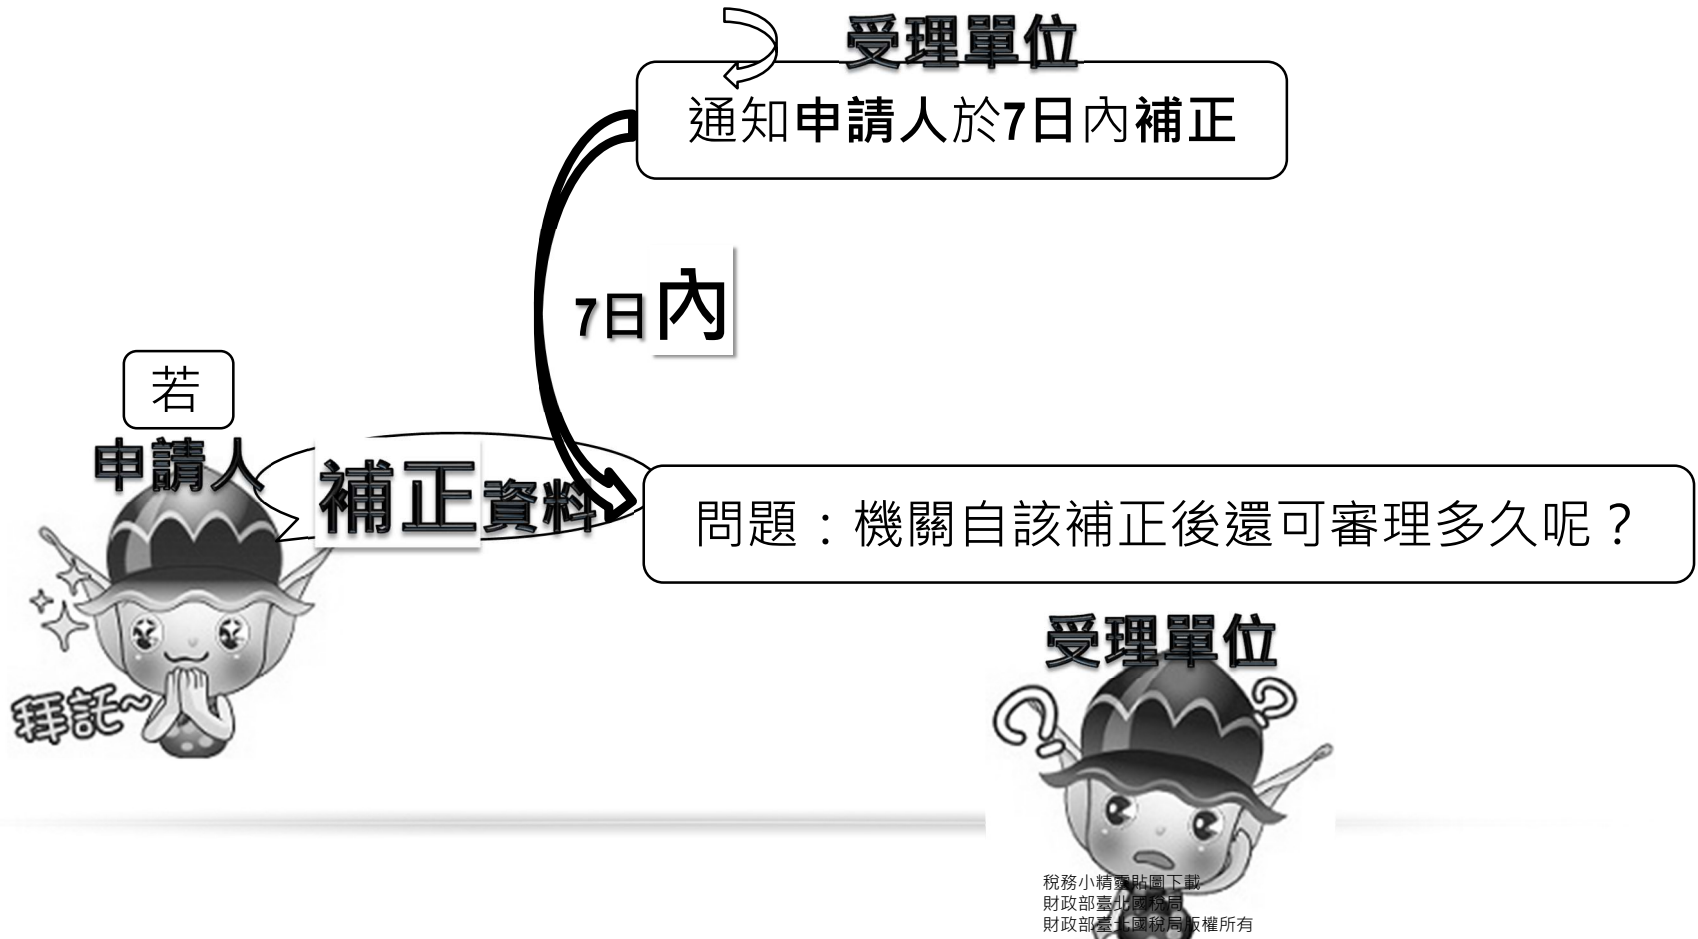 受理單位
通知申請人於7日內補正
7日內
若
申請人
補正資料
問題：機關自該補正後還可審理多久呢？
受理單位
拜託~
稅務小精靈貼圖下載
財政部臺北國稅局
財政部臺北國稅局版權所有